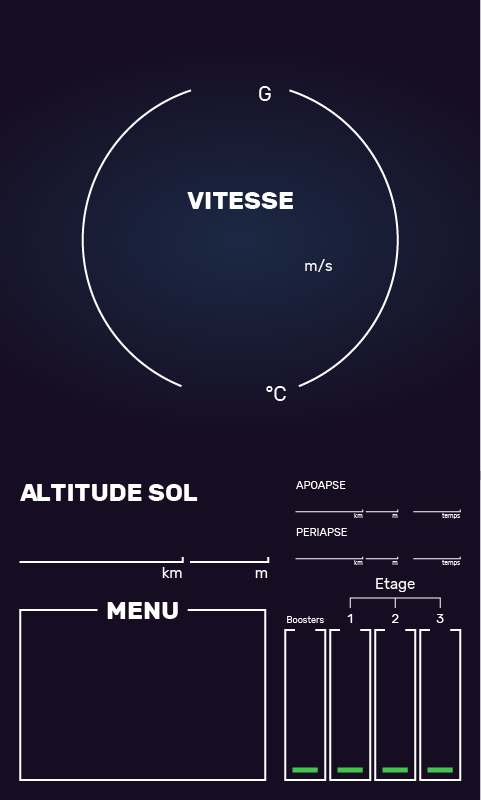 G
VITESSE
m/s
°C
ALTITUDE SOL
km m
APOAPSE
km m temps
PERIAPSE
km m temps
Etage
Boosters 1 2 3
MENU